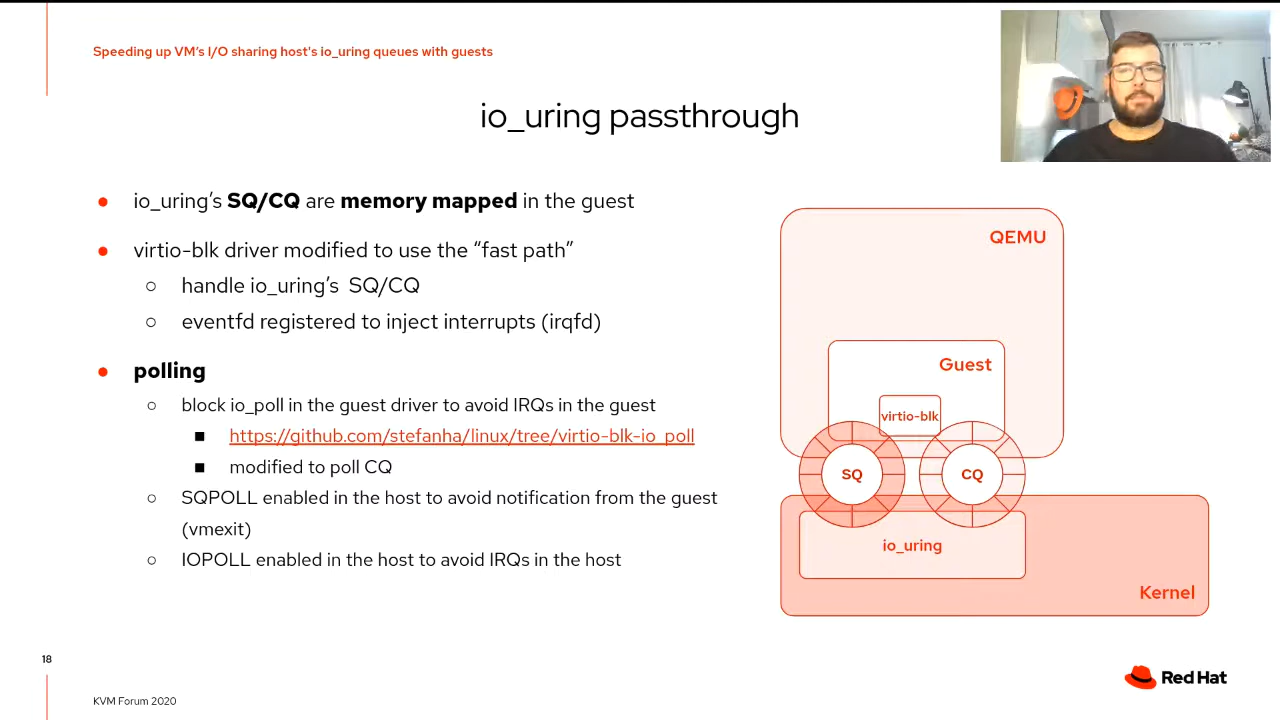 Speeding up VM's I/O sharing host's io_uring queues with guests
io_uring passthrough
● io_uring's SQ/CQ are memory mapped in the guest
● virtio-blk driver modified to use the “fast path”
○ handle io_uring's SQ/CQ
○ eventfd registered to inject interrupts (irqfd)
● polling
○ block io_poll in the guest driver to avoid IRQs in the guest
■ https://github.com/stefanha/linux/tree/virtio-blk-io_poll
■ modified to poll CQ
○ SQPOLL enabled in the host to avoid notification from the guest
(vmexit)
○ IOPOLL enabled in the host to avoid IRQs in the host
QEMU
Guest
virtio-blk
SQ
CQ
io_uring
Kernel
18
Red Hat
KVM Forum 2020